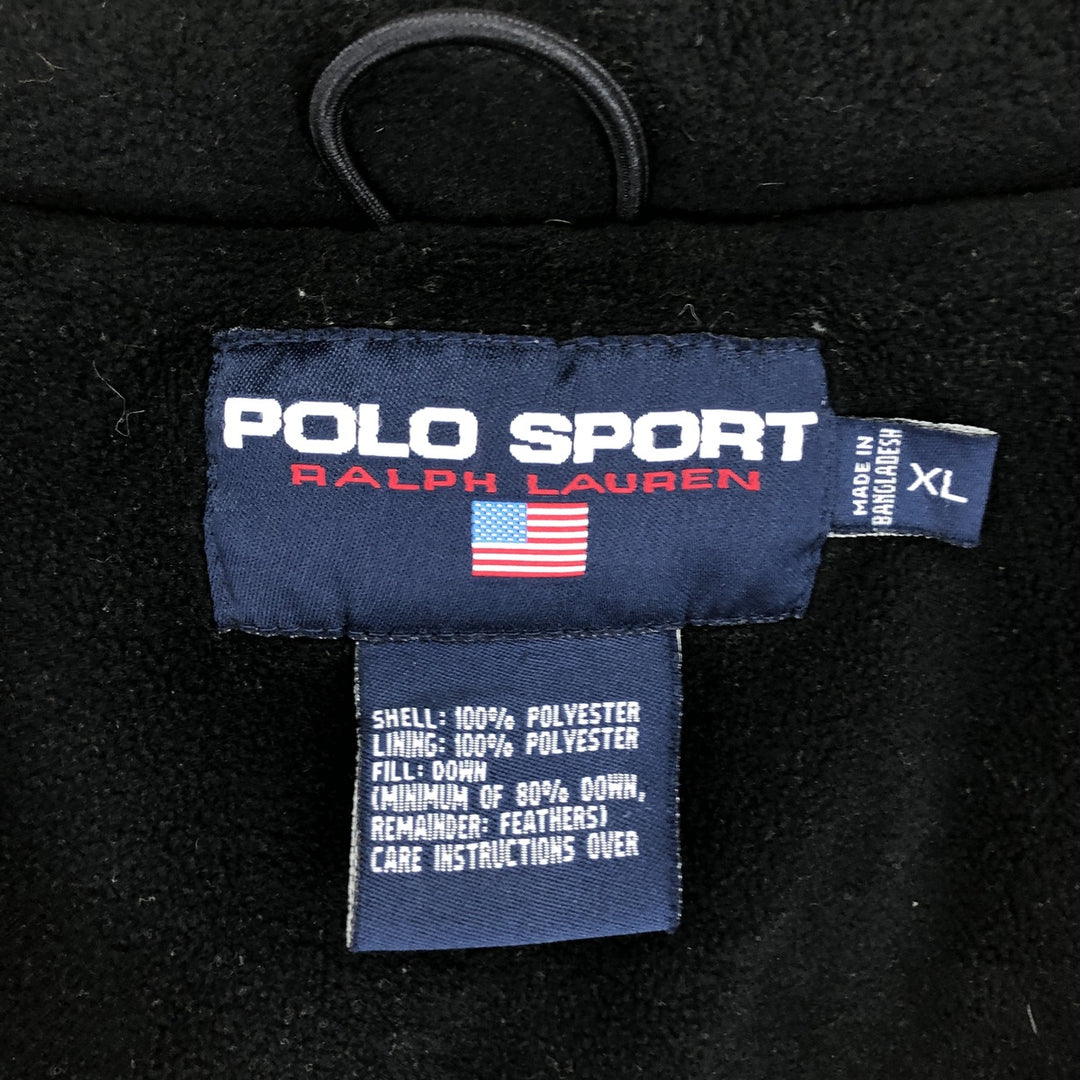 POLO SPORT
RALPH LAUREN
MADE IN
BANGLADESH
XL
SHELL: 100% POLYESTER
LINING: 100% POLYESTER
FILL: DOWN
(MINIMUM OF 80% DOWN,
REMAINDER: FEATHERS)
CARE INSTRUCTIONS OVER